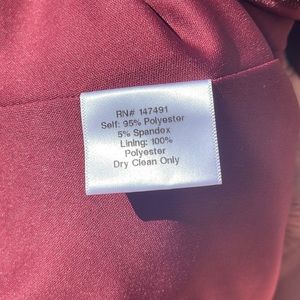 RN# 147491
Self: 95% Polyester
5% Spandex
Lining: 100%
Polyester
Dry Clean Only